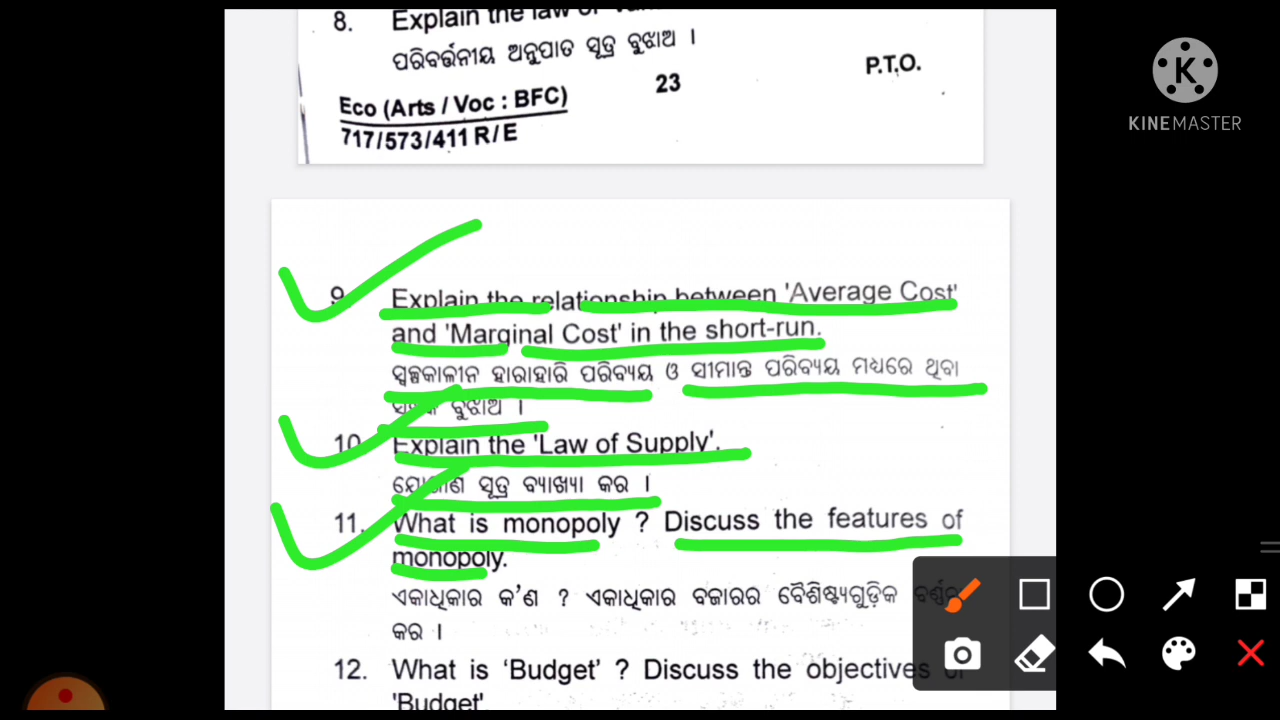 8. Explain the law of
ପରିବର୍ତ୍ତନୀୟ ଅନୁପାତ ସୂତ୍ର ବୁଝାଅ ।
23 P.T.O.
Eco (Arts / Voc : BFC)
717/573/411 R/E
KINEMASTER
9. Explain the relationship between 'Average Cost'
and 'Marginal Cost' in the short-run.
ସ୍ୱଳ୍ପକାଳୀନ ହାରାହାରି ପରିବ୍ୟୟ ଓ ସୀମାନ୍ତ ପରିବ୍ୟୟ ମଧ୍ୟରେ ଥିବା
ବୁଝାଅ ।
10. Explain the 'Law of Supply'.
ସୂତ୍ର ବ୍ୟାଖ୍ୟା କର ।
11. What is monopoly ? Discuss the features of
monopoly.
ଏକାଧିକାର କ'ଣ ? ଏକାଧିକାର ବଜାରର ବୈଶିଷ୍ଟ୍ୟଗୁଡ଼ିକ
କର ।
12. What is 'Budget' ? Discuss the objectives of
'Budget'